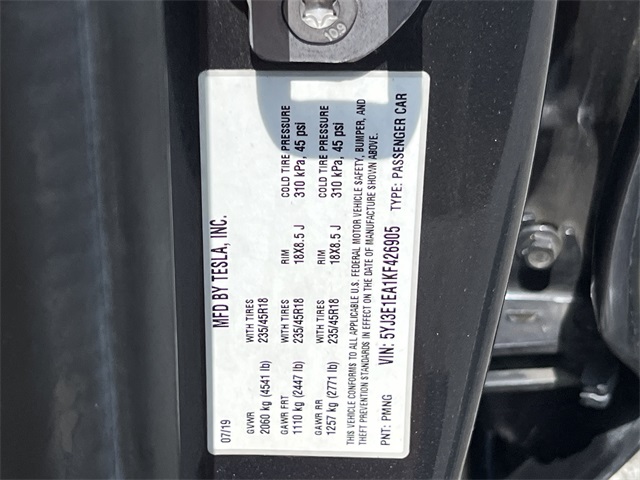 10.9
MFD BY TESLA, INC.
07/19
GVWR WITH TIRES RIM COLD TIRE PRESSURE
2060 kg (4541 lb) 235/45R18 18X8.5 J 310 kPa, 45 psi
GAWR FRT WITH TIRES RIM COLD TIRE PRESSURE
1110 kg (2447 lb) 235/45R18 18X8.5 J 310 kPa, 45 psi
GAWR RR WITH TIRES
1257 kg (2771 lb) 235/45R18
THIS VEHICLE CONFORMS TO ALL APPLICABLE U.S. FEDERAL MOTOR VEHICLE SAFETY, BUMPER, AND
THEFT PREVENTION STANDARDS IN EFFECT ON THE DATE OF MANUFACTURE SHOWN ABOVE.
VIN: 5YJ3E1EA1KF426905 TYPE: PASSENGER CAR
PNT: PMNG